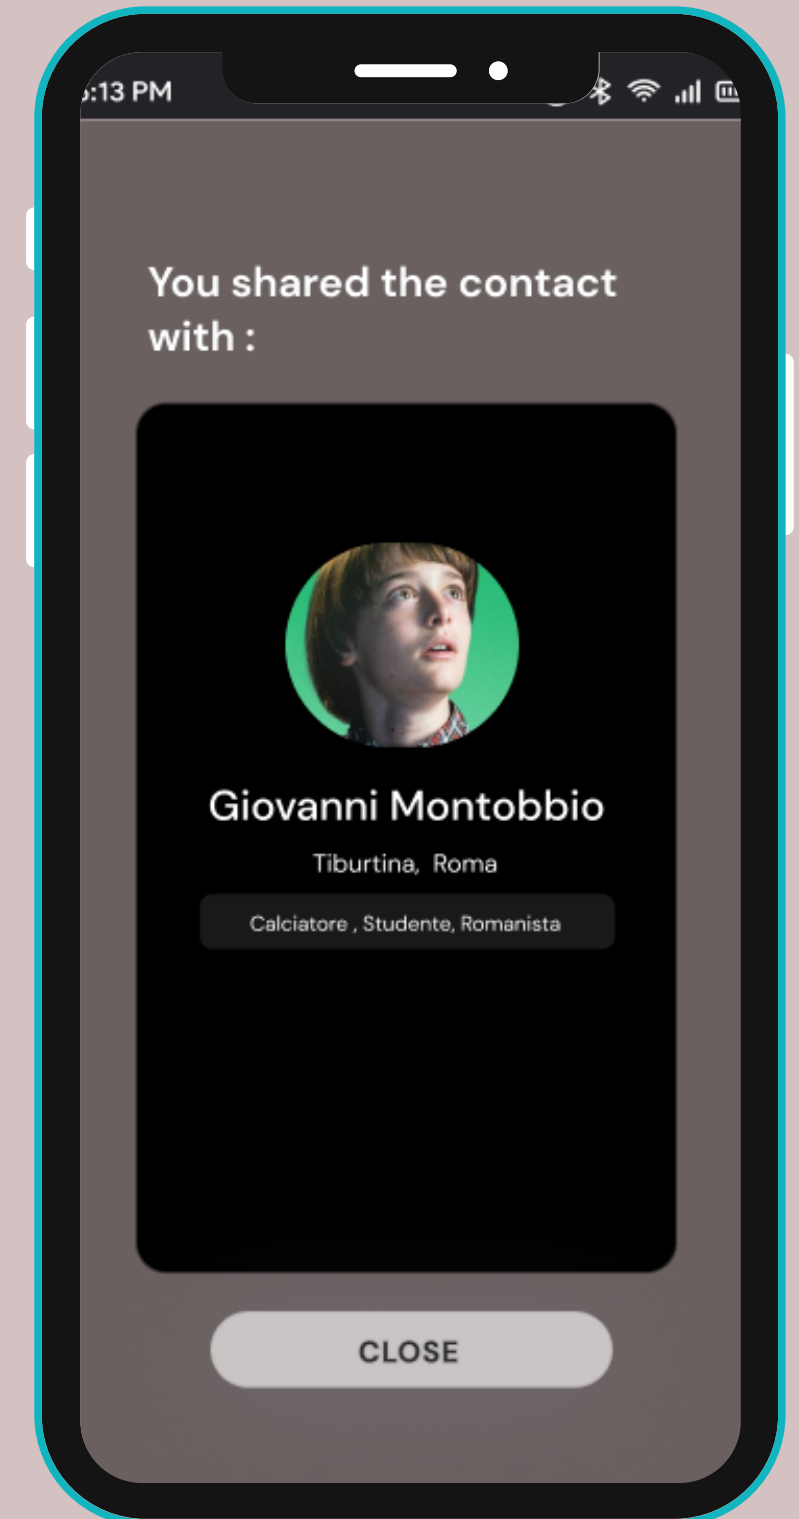 :13 PM
You shared the contact
with :
Giovanni Montobbio
Tiburtina, Roma
Calciatore , Studente, Romanista
CLOSE